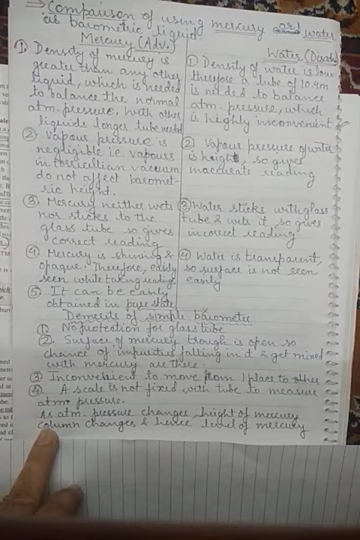 → Comparison of using mercury and water
as barometric liquid
Mercury (Adv.)
① Density of mercury is
greater than any other
liquid, which is needed
to balance the normal
atm. pressure. With other
liquids longer tube needed
② Vapour pressure is
negligible i.e. vapours
in torricellian vacuum
do not affect baromet-
ric height.
③ Mercury neither wets
nor sticks to the
glass tube so gives
correct reading
④ Mercury is shining &
opaque. Therefore, easily
seen while taking reading
⑤ It can be easily
obtained in pure state
Water (Disadv
① Density of water is low
therefore a tube of 10.4m
is needed to balance
atm. pressure, which
is highly inconvenient
② Vapour pressure of water
is high, so gives
inaccurate reading
③ Water sticks with glass
tube & wets it so gives
incorrect reading
④ Water is transparent,
so surface is not seen
easily
Demerits of simple barometer
① No protection for glass tube
② Surface of mercury trough is open so
chance of impurities falling in it & get mixed
with mercury are there.
③ Inconvenient to move from 1 place to other
④ A scale is not fixed with tube to measure
atm. pressure.
As atm. pressure changes, height of mercury
column changes & hence level of mercury